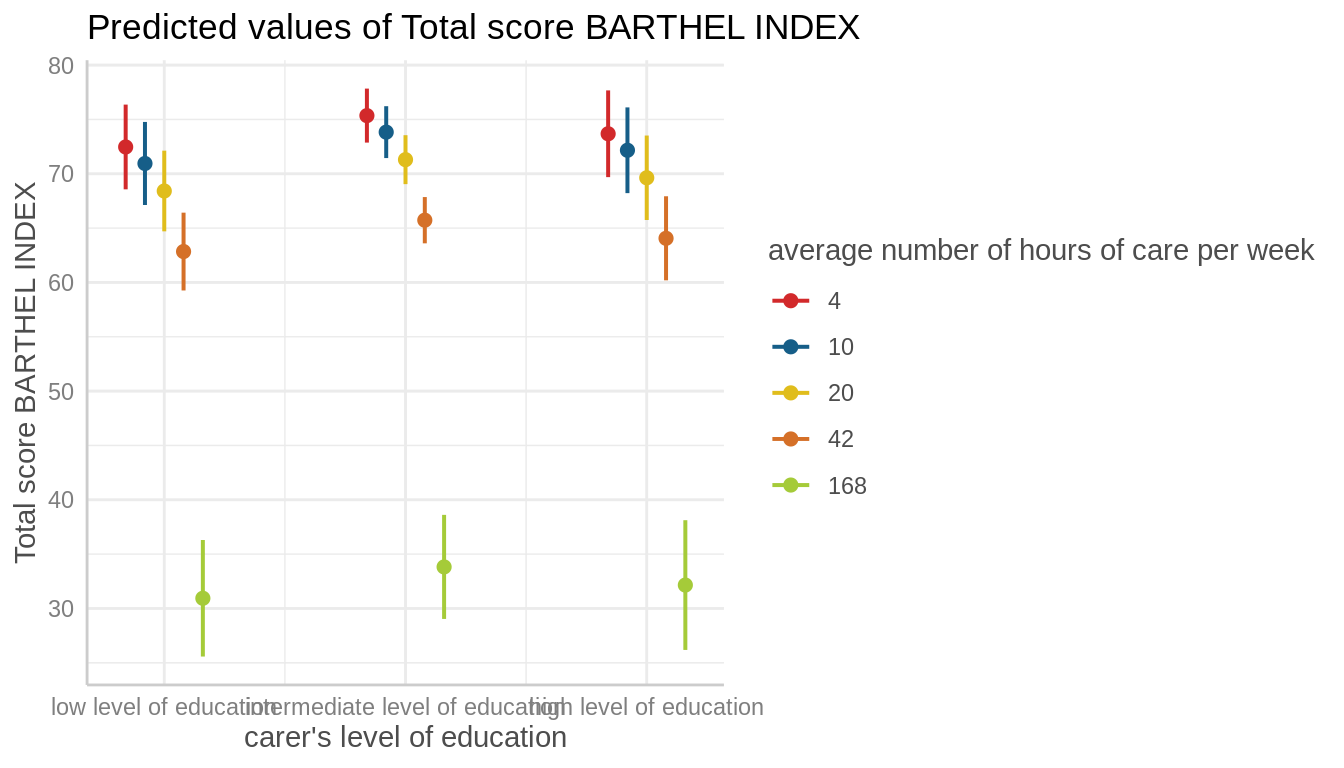 Predicted values of Total score BARTHEL INDEX
80
70
60
50
40
30
Total score BARTHEL INDEX
low level of education
intermediate level of education
high level of education
carer's level of education
average number of hours of care per week
4
10
20
42
168